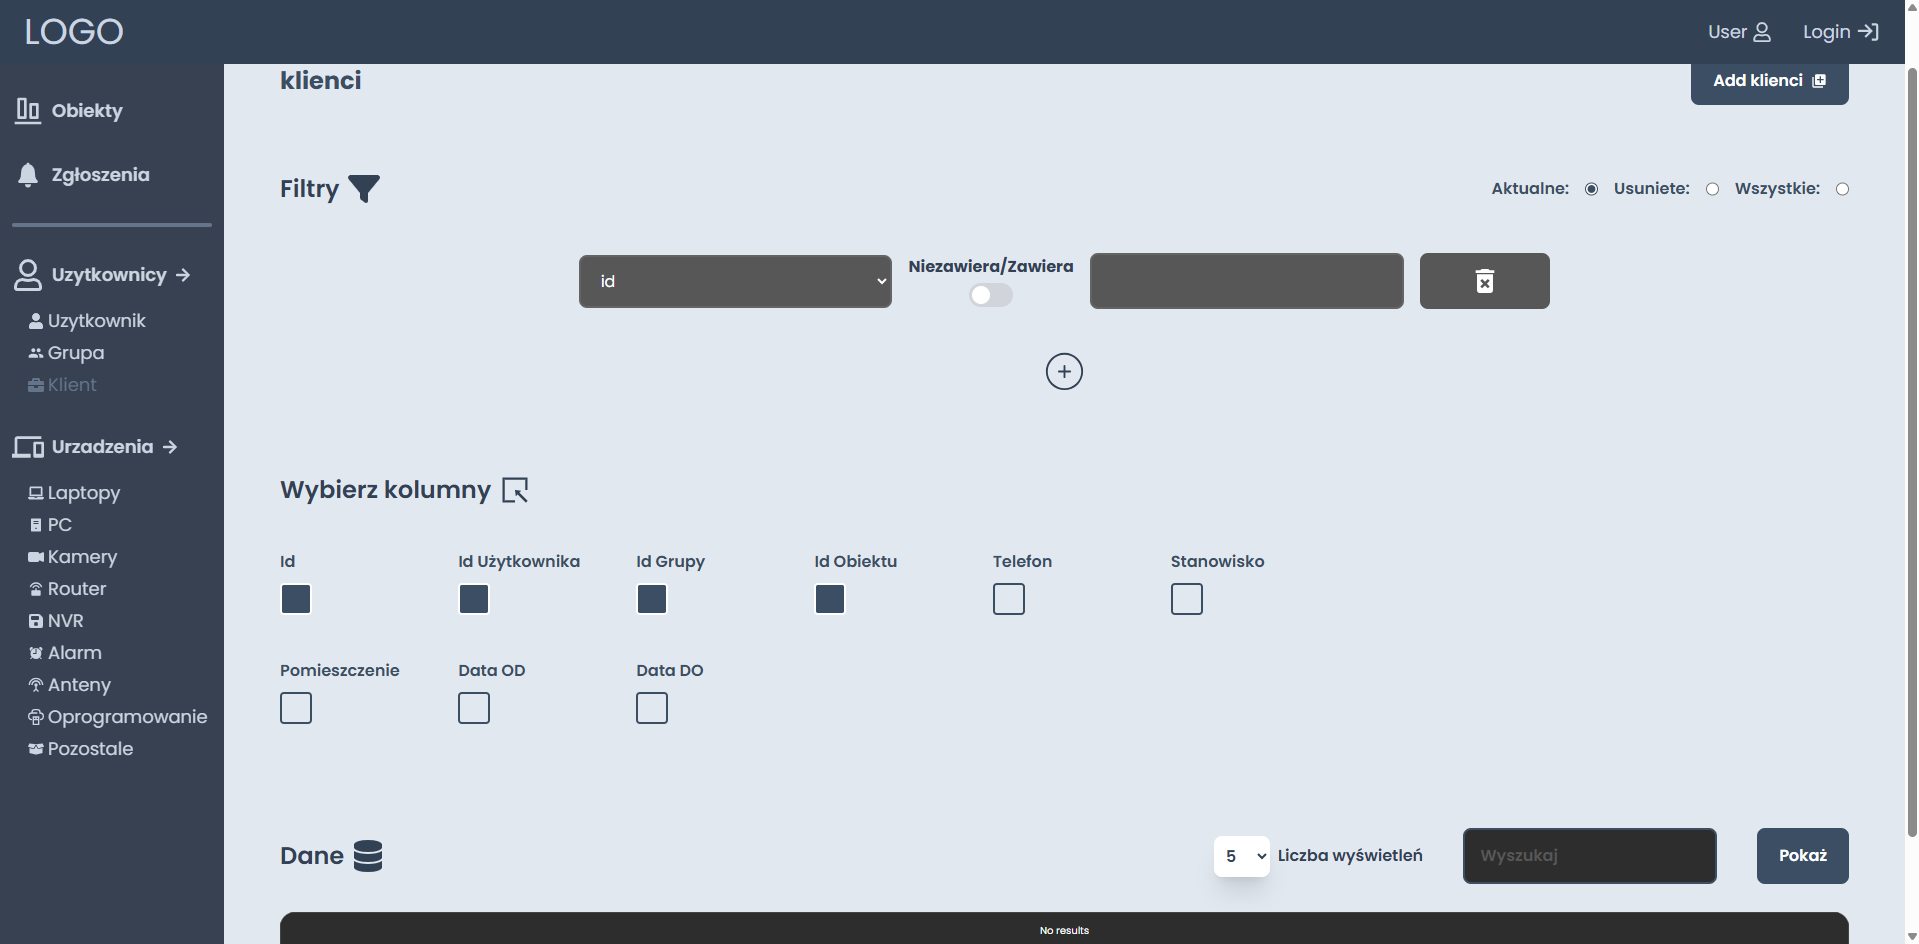 LOGO
User
Login
klienci
Add klienci
Obiekty
Zgłoszenia
Filtry
Aktualne:
Usuniete:
Wszystkie:
id
Niezawiera/Zawiera
Uzytkownicy
Uzytkownik
Grupa
Klient
Urzadzenia
Laptopy
PC
Kamery
Router
NVR
Alarm
Anteny
Oprogramowanie
Pozostale
Wybierz kolumny
Id
Id Użytkownika
Id Grupy
Id Obiektu
Telefon
Stanowisko
Pomieszczenie
Data OD
Data DO
Dane
5
Liczba wyświetleń
Wyszukaj
Pokaż
No results